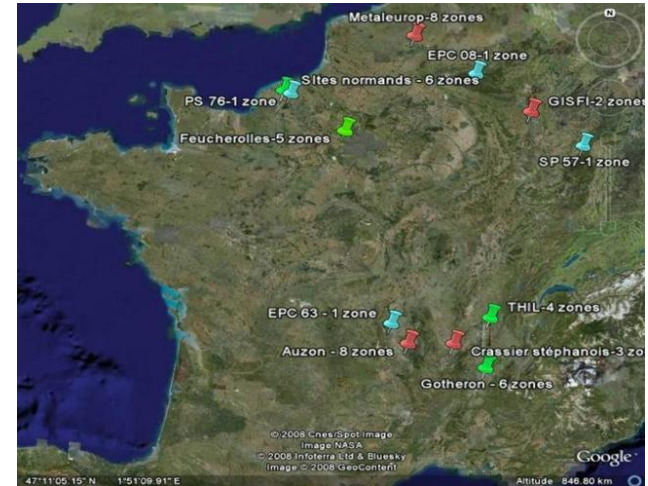 N
Metaleurop-8 zones
EPC 08-1 zone
SItes normands - 6 zones
PS 76-1 zone
GISFI-2 zones
Feucherolles-5 zones
SP 57-1 zone
THIL-4 zones
EPC 63 - 1 zone
Auzon - 8 zones
Crassier stéphanois-3 zo
Gotheron - 6 zones
© 2008 Cnes/Spot Image
Image NASA
© 2008 Infoterra Ltd & Bluesky
Image © 2008 GeoContent
Google
47°11'05.15" N 1°51'09.91" E
Altitude 846.80 km